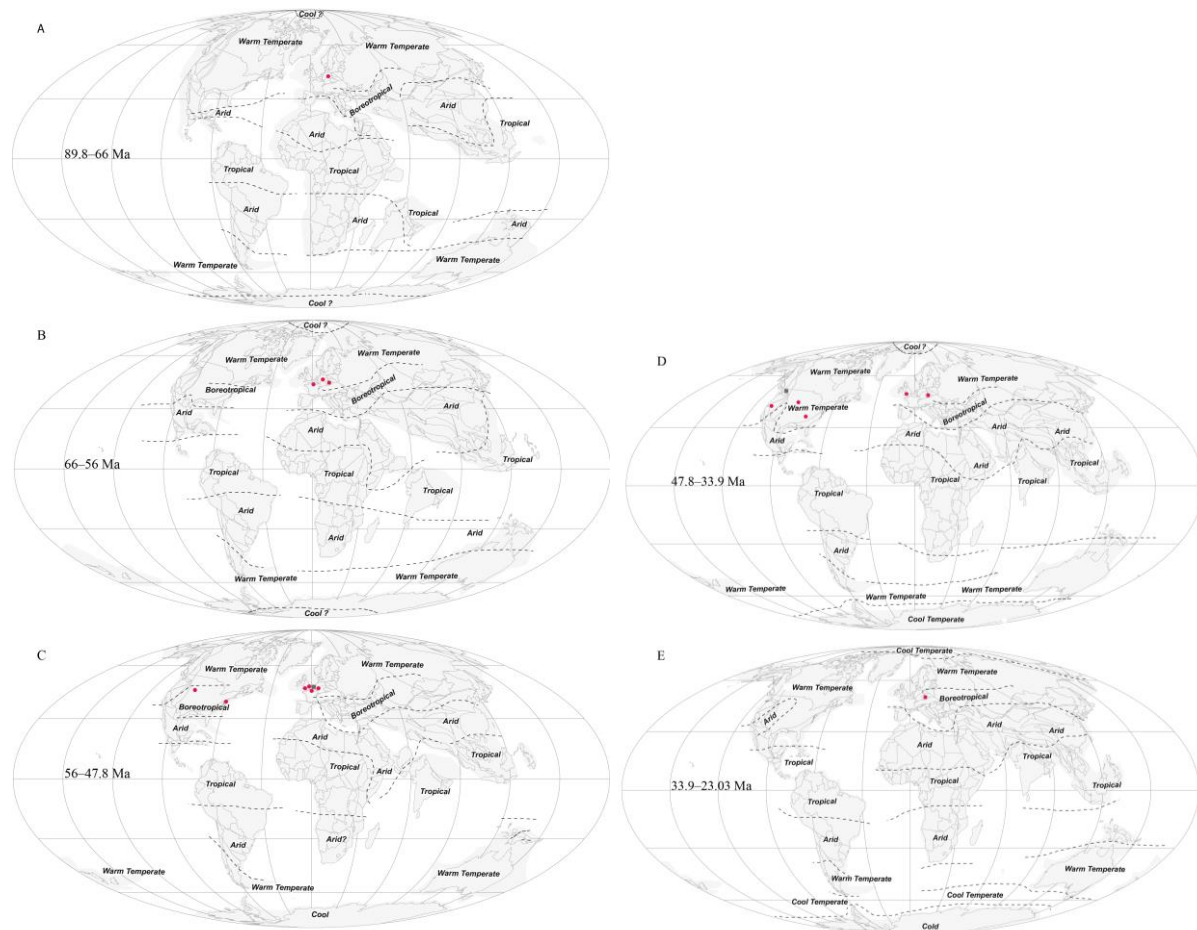 A
Cool ?
Warm Temperate
Warm Temperate
Boreotropical
Arid
Arid
Tropical
Arid
89.8–66 Ma
Tropical
Tropical
Arid
Arid
Tropical
Arid
Warm Temperate
Warm Temperate
Cool ?
B
Cool ?
Warm Temperate
Warm Temperate
Boreotropical
Boreotropical
Arid
Arid
Arid
66–56 Ma
Tropical
Tropical
Tropical
Tropical
Arid
Arid
Arid
Warm Temperate
Warm Temperate
Cool ?
C
Warm Temperate
Warm Temperate
Boreotropical
Boreotropical
Arid
Arid
Arid
Tropical
Arid
Tropical
56–47.8 Ma
Tropical
Tropical
Arid?
Arid
Warm Temperate
Warm Temperate
Warm Temperate
Cool
D
Cool ?
Warm Temperate
Warm Temperate
Warm Temperate
Boreotropical
Arid
Arid
Arid
Arid
Arid
Tropical
47.8–33.9 Ma
Tropical
Tropical
Tropical
Arid
Warm Temperate
Warm Temperate
Warm Temperate
Cool Temperate
E
Cool Temperate
Warm Temperate
Warm Temperate
Boreotropical
Arid
Arid
Arid
Arid
Tropical
Tropical
33.9–23.03 Ma
Tropical
Tropical
Tropical
Arid
Arid
Arid
Warm Temperate
Warm Temperate
Cool Temperate
Cool Temperate
Cold